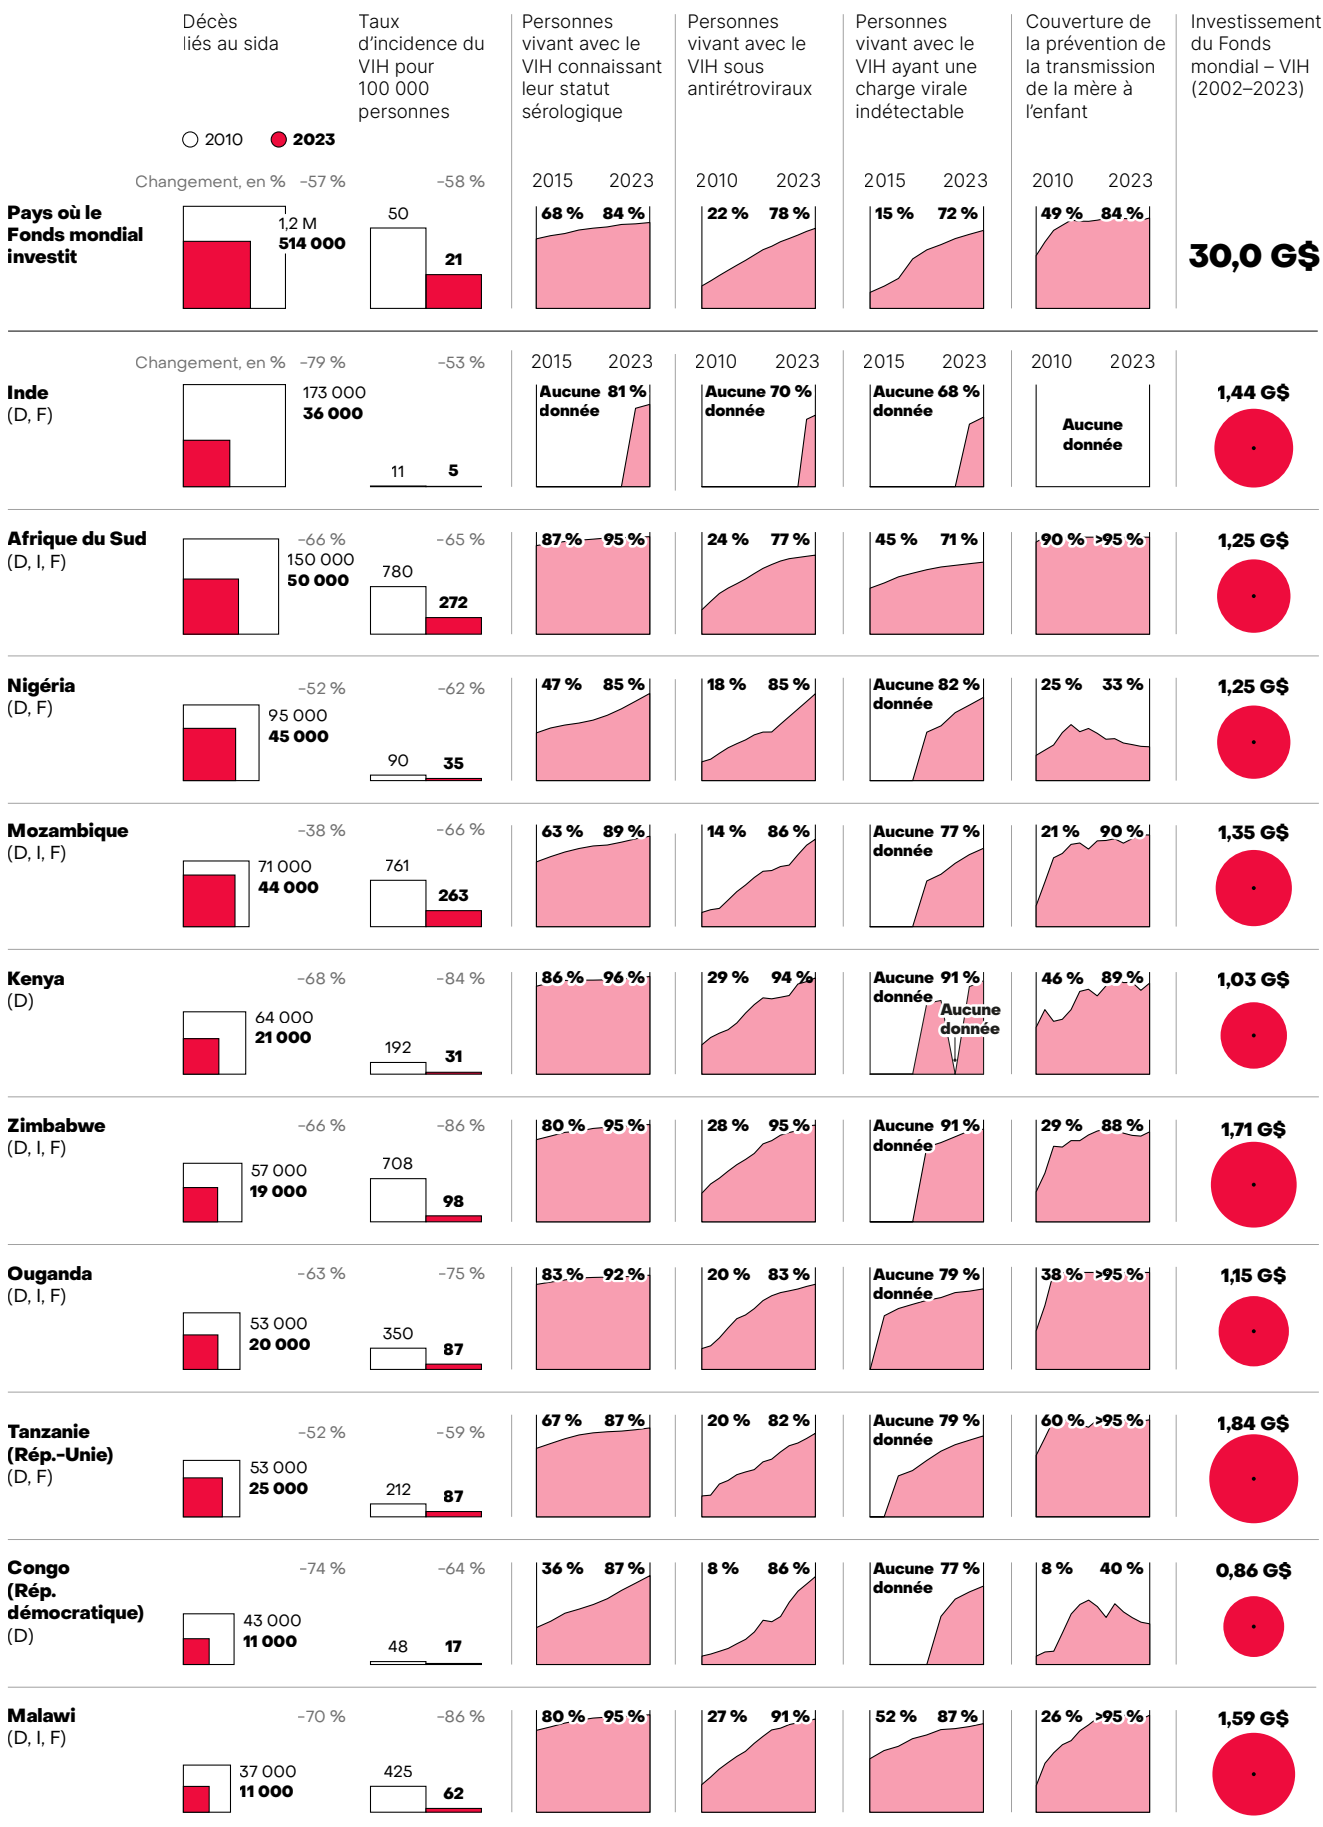 Décès
liés au sida
Taux
d’incidence du
VIH pour
100 000
personnes
Personnes
vivant avec le
VIH connaissant
leur statut
sérologique
Personnes
vivant avec le
VIH sous
antirétroviraux
Personnes
vivant avec le
VIH ayant une
charge virale
indétectable
Couverture de
la prévention de
la transmission
de la mère à
l’enfant
Investissement
du Fonds
mondial – VIH
(2002–2023)
2010 2023
Changement, en % -57 % -58 % 2015 2023 2010 2023 2015 2023 2010 2023
Pays où le
Fonds mondial
investit
1,2 M
514 000
50
21
68 % 84 %
22 % 78 %
15 % 72 %
49 % 84 %
30,0 G$
Changement, en % -79 % -53 % 2015 2023 2010 2023 2015 2023 2010 2023
Inde
(D, F)
173 000
36 000
11 5
Aucune 81 %
donnée
Aucune 70 %
donnée
Aucune 68 %
donnée
Aucune
donnée
1,44 G$
Afrique du Sud
(D, I, F)
-66 %
150 000
50 000
-65 %
780
272
87 % 95 %
24 % 77 %
45 % 71 %
90 % >95 %
1,25 G$
Nigéria
(D, F)
-52 %
95 000
45 000
-62 %
90 35
47 % 85 %
18 % 85 %
Aucune 82 %
donnée
25 % 33 %
1,25 G$
Mozambique
(D, I, F)
-38 %
71 000
44 000
-66 %
761
263
63 % 89 %
14 % 86 %
Aucune 77 %
donnée
21 % 90 %
1,35 G$
Kenya
(D)
-68 %
64 000
21 000
-84 %
192
31
86 % 96 %
29 % 94 %
Aucune 91 %
donnée
Aucune
donnée
46 % 89 %
1,03 G$
Zimbabwe
(D, I, F)
-66 %
57 000
19 000
-86 %
708
98
80 % 95 %
28 % 95 %
Aucune 91 %
donnée
29 % 88 %
1,71 G$
Ouganda
(D, I, F)
-63 %
53 000
20 000
-75 %
350
87
83 % 92 %
20 % 83 %
Aucune 79 %
donnée
38 % >95 %
1,15 G$
Tanzanie
(Rép.-Unie)
(D, F)
-52 %
53 000
25 000
-59 %
212
87
67 % 87 %
20 % 82 %
Aucune 79 %
donnée
60 % >95 %
1,84 G$
Congo
(Rép.
démocratique)
(D)
-74 %
43 000
11 000
-64 %
48 17
36 % 87 %
8 % 86 %
Aucune 77 %
donnée
8 % 40 %
0,86 G$
Malawi
(D, I, F)
-70 %
37 000
11 000
-86 %
425
62
80 % 95 %
27 % 91 %
52 % 87 %
26 % >95 %
1,59 G$